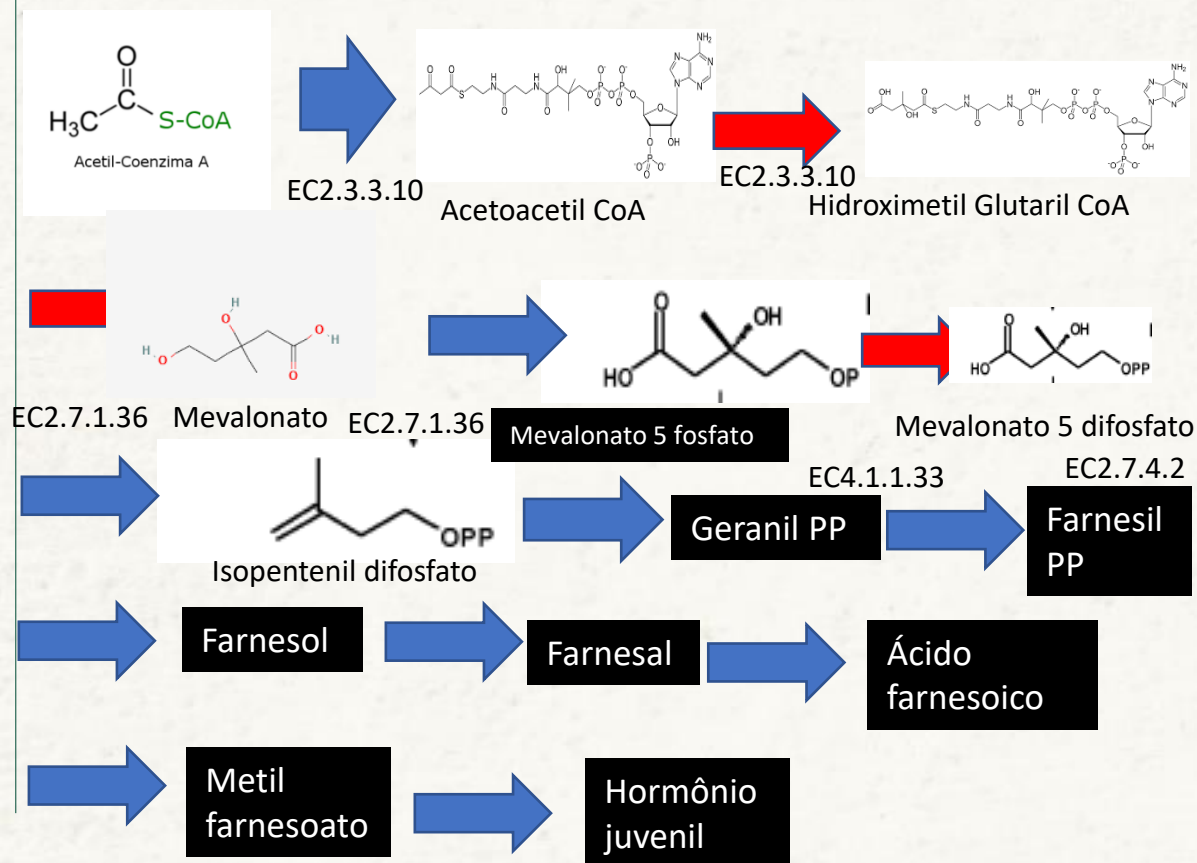 O
H₃C
S-CoA
Acetil-Coenzima A
EC2.3.3.10
Acetoacetil CoA
EC2.3.3.10
Hidroximetil Glutaril CoA
EC2.7.1.36
Mevalonato
EC2.7.1.36
HO
O
OH
OP
Mevalonato 5 fosfato
HO
O
OH
OPP
Mevalonato 5 difosfato
EC4.1.1.33
EC2.7.4.2
OPP
Isopentenil difosfato
Geranil PP
Farnesil
PP
Farnesol
Farnesal
Ácido
farnesoico
Metil
farnesoato
Hormônio
juvenil